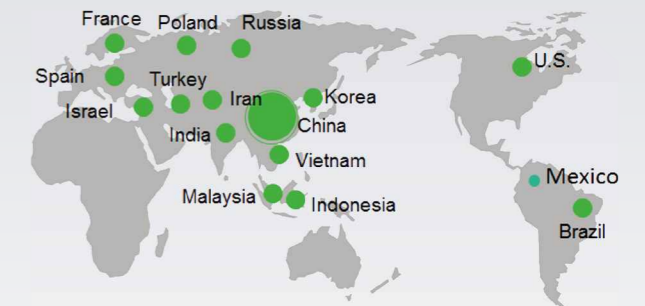 France
Poland
Russia
Spain
Turkey
Israel
Iran
Korea
China
India
Vietnam
Malaysia
Indonesia
U.S.
Mexico
Brazil